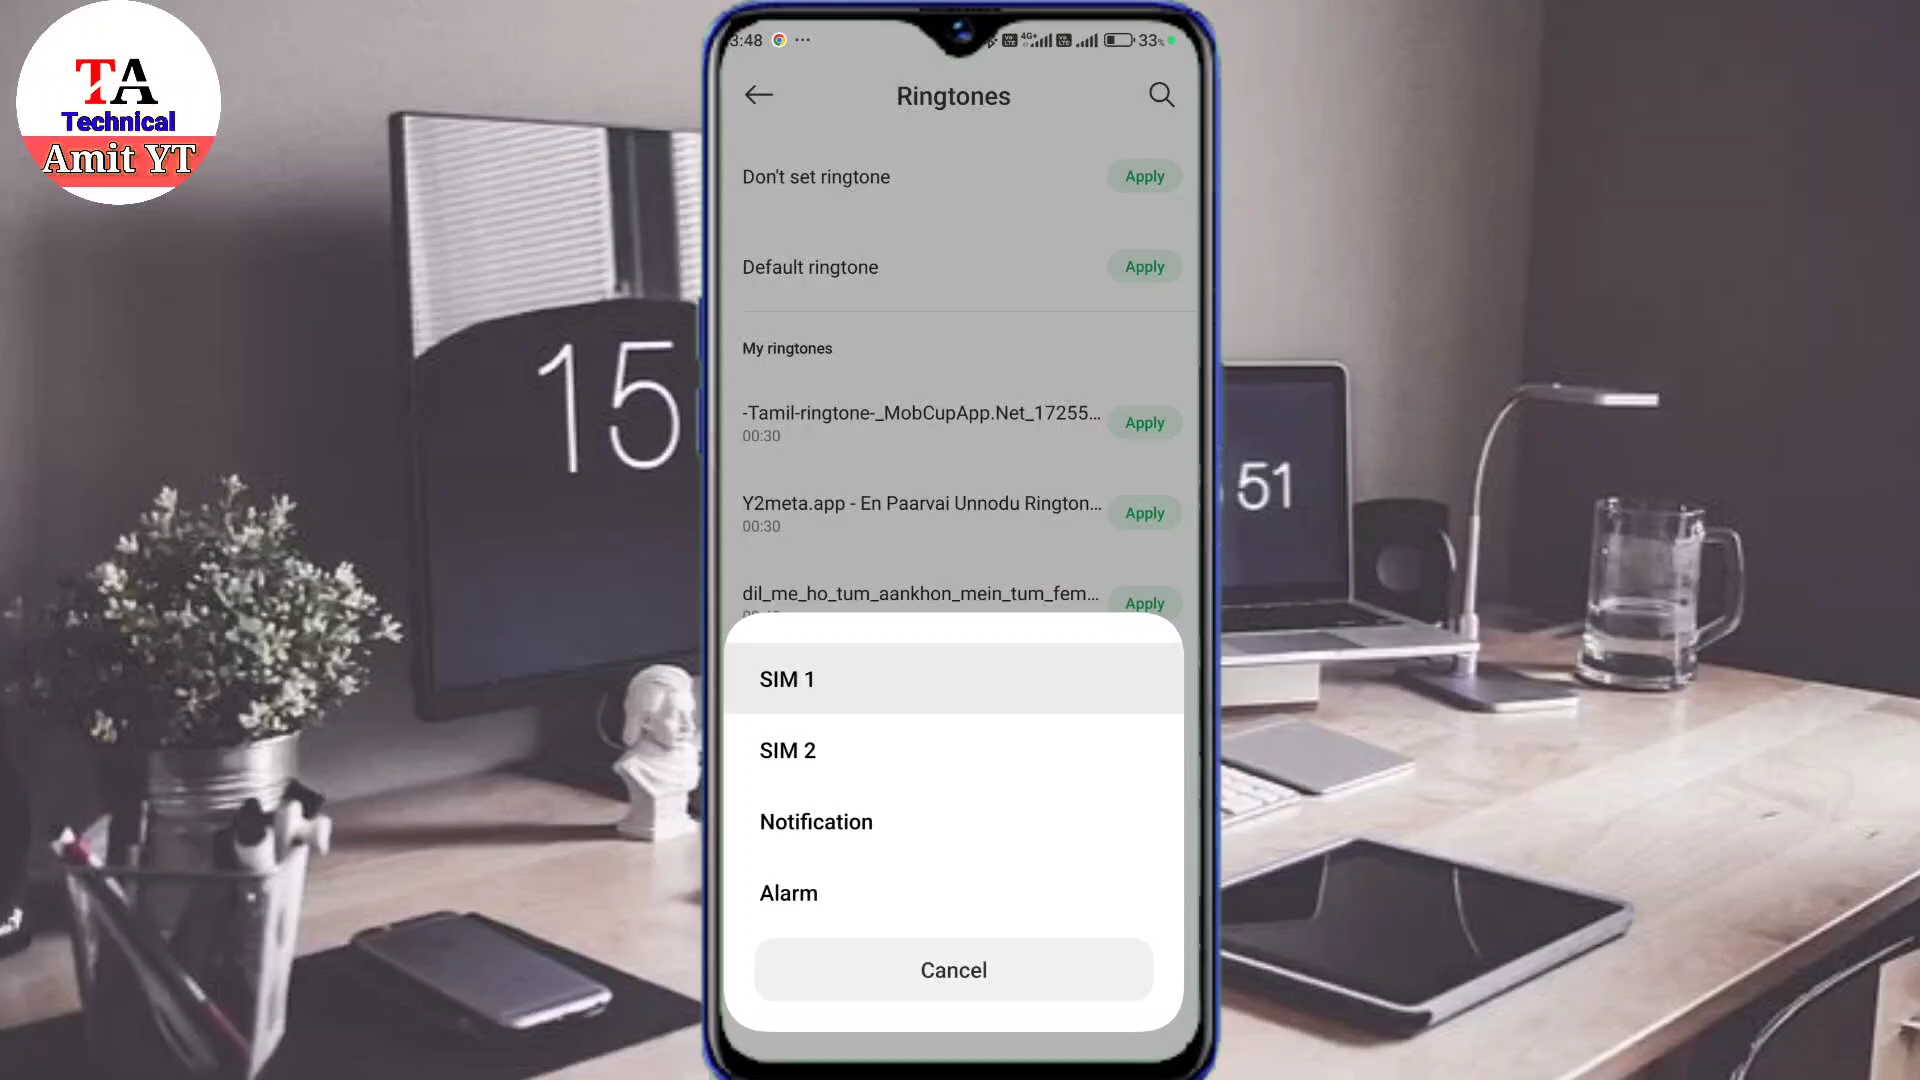 TA
Technical
Amit YT
3:48
4G+
33%
Ringtones
Don't set ringtone
Apply
Default ringtone
Apply
My ringtones
-Tamil-ringtone-_MobCupApp.Net_17255...
00:30
Apply
Y2meta.app - En Paarvai Unnodu Rington...
00:30
Apply
dil_me_ho_tum_aankhon_mein_tum_fem...
Apply
SIM 1
SIM 2
Notification
Alarm
Cancel
15
51